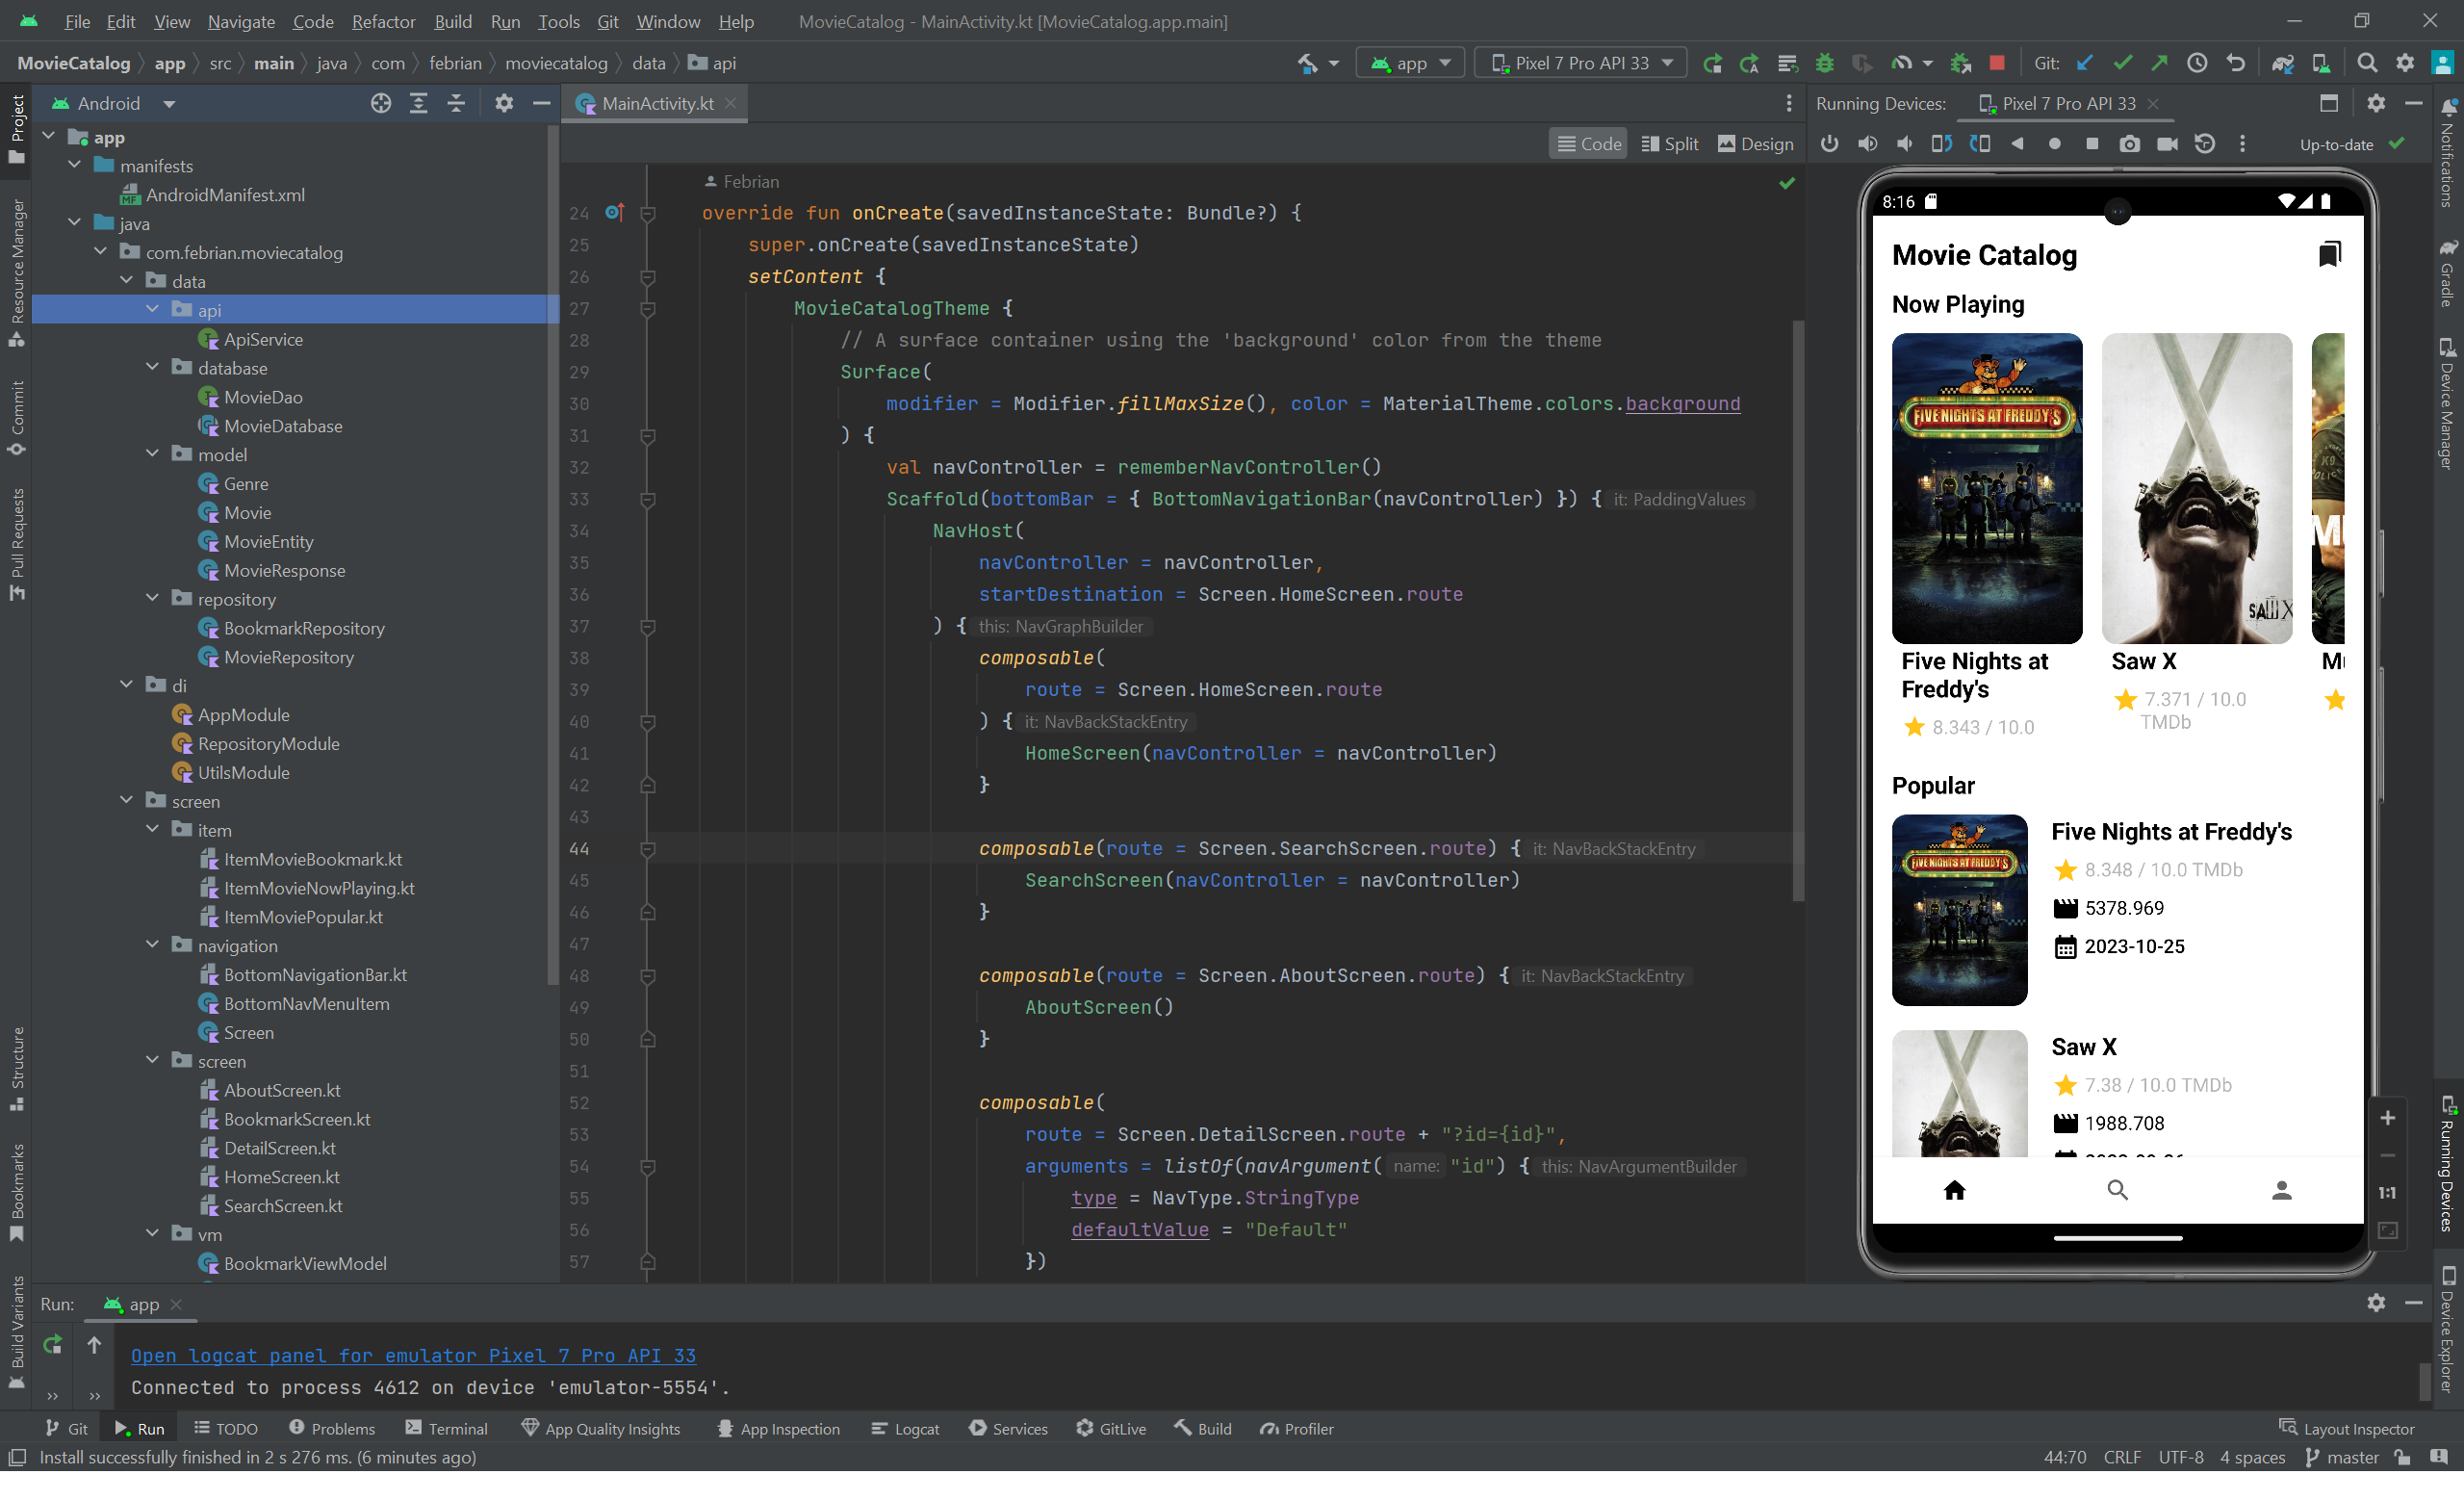 File Edit View Navigate Code Refactor Build Run Tools Git Window Help MovieCatalog - MainActivity.kt [MovieCatalog.app.main]
MovieCatalog app src main java com febrian moviecatalog data api
app Pixel 7 Pro API 33 Git:
Android
MainActivity.kt
Running Devices: Pixel 7 Pro API 33
Code Split Design
Up-to-date
Project
Resource Manager
Commit
Pull Requests
Structure
Bookmarks
Build Variants
app
manifests
AndroidManifest.xml
java
com.febrian.moviecatalog
data
api
ApiService
database
MovieDao
MovieDatabase
model
Genre
Movie
MovieEntity
MovieResponse
repository
BookmarkRepository
MovieRepository
di
AppModule
RepositoryModule
UtilsModule
screen
item
ItemMovieBookmark.kt
ItemMovieNowPlaying.kt
ItemMoviePopular.kt
navigation
BottomNavigationBar.kt
BottomNavMenuItem
Screen
screen
AboutScreen.kt
BookmarkScreen.kt
DetailScreen.kt
HomeScreen.kt
SearchScreen.kt
vm
BookmarkViewModel
Febrian
24 override fun onCreate(savedInstanceState: Bundle?) {
25 super.onCreate(savedInstanceState)
26 setContent {
27 MovieCatalogTheme {
28 // A surface container using the 'background' color from the theme
29 Surface(
30 modifier = Modifier.fillMaxSize(), color = MaterialTheme.colors.background
31 ) {
32 val navController = rememberNavController()
33 Scaffold(bottomBar = { BottomNavigationBar(navController) }) { it: PaddingValues
34 NavHost(
35 navController = navController,
36 startDestination = Screen.HomeScreen.route
37 ) { this: NavGraphBuilder
38 composable(
39 route = Screen.HomeScreen.route
40 ) { it: NavBackStackEntry
41 HomeScreen(navController = navController)
42 }
43
44 composable(route = Screen.SearchScreen.route) { it: NavBackStackEntry
45 SearchScreen(navController = navController)
46 }
47
48 composable(route = Screen.AboutScreen.route) { it: NavBackStackEntry
49 AboutScreen()
50 }
51
52 composable(
53 route = Screen.DetailScreen.route + "?id={id}",
54 arguments = listOf(navArgument( name: "id") { this: NavArgumentBuilder
55 type = NavType.StringType
56 defaultValue = "Default"
57 })
8:16
Movie Catalog
Now Playing
FIVE NIGHTS AT FREDDY'S
SAW X
Five Nights at
Freddy's
8.343 / 10.0
Saw X
7.371 / 10.0
TMDb
Popular
FIVE NIGHTS AT FREDDY'S
Five Nights at Freddy's
8.348 / 10.0 TMDb
5378.969
2023-10-25
Saw X
7.38 / 10.0 TMDb
1988.708
1:1
Notifications
Gradle
Device Manager
Running Devices
Device Explorer
Run: app
Open logcat panel for emulator Pixel 7 Pro API 33
Connected to process 4612 on device 'emulator-5554'.
Git Run TODO Problems Terminal App Quality Insights App Inspection Logcat Services GitLive Build Profiler Layout Inspector
Install successfully finished in 2 s 276 ms. (6 minutes ago) 44:70 CRLF UTF-8 4 spaces master